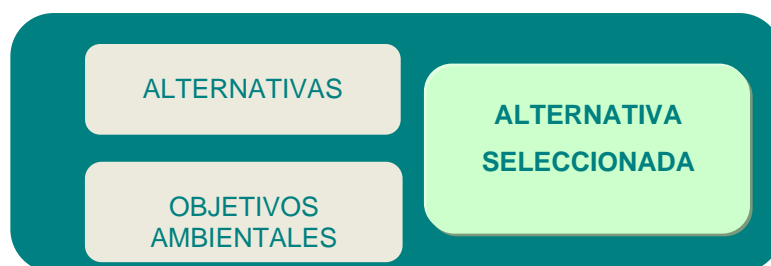 ALTERNATIVAS
OBJETIVOS
AMBIENTALES
ALTERNATIVA
SELECCIONADA